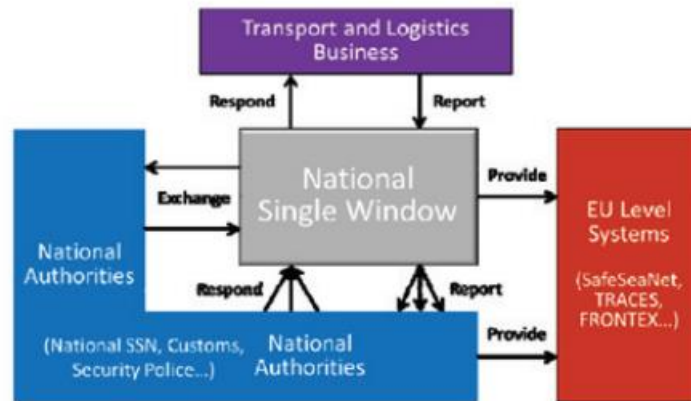 Transport and Logistics
Business
Respond
Report
National
Single Window
Exchange
Provide
National
Authorities
EU Level
Systems
(SafeSeaNet,
TRACES,
FRONTEX...)
Respond
Report
(National SSN, Customs,
Security Police...)
National
Authorities
Provide